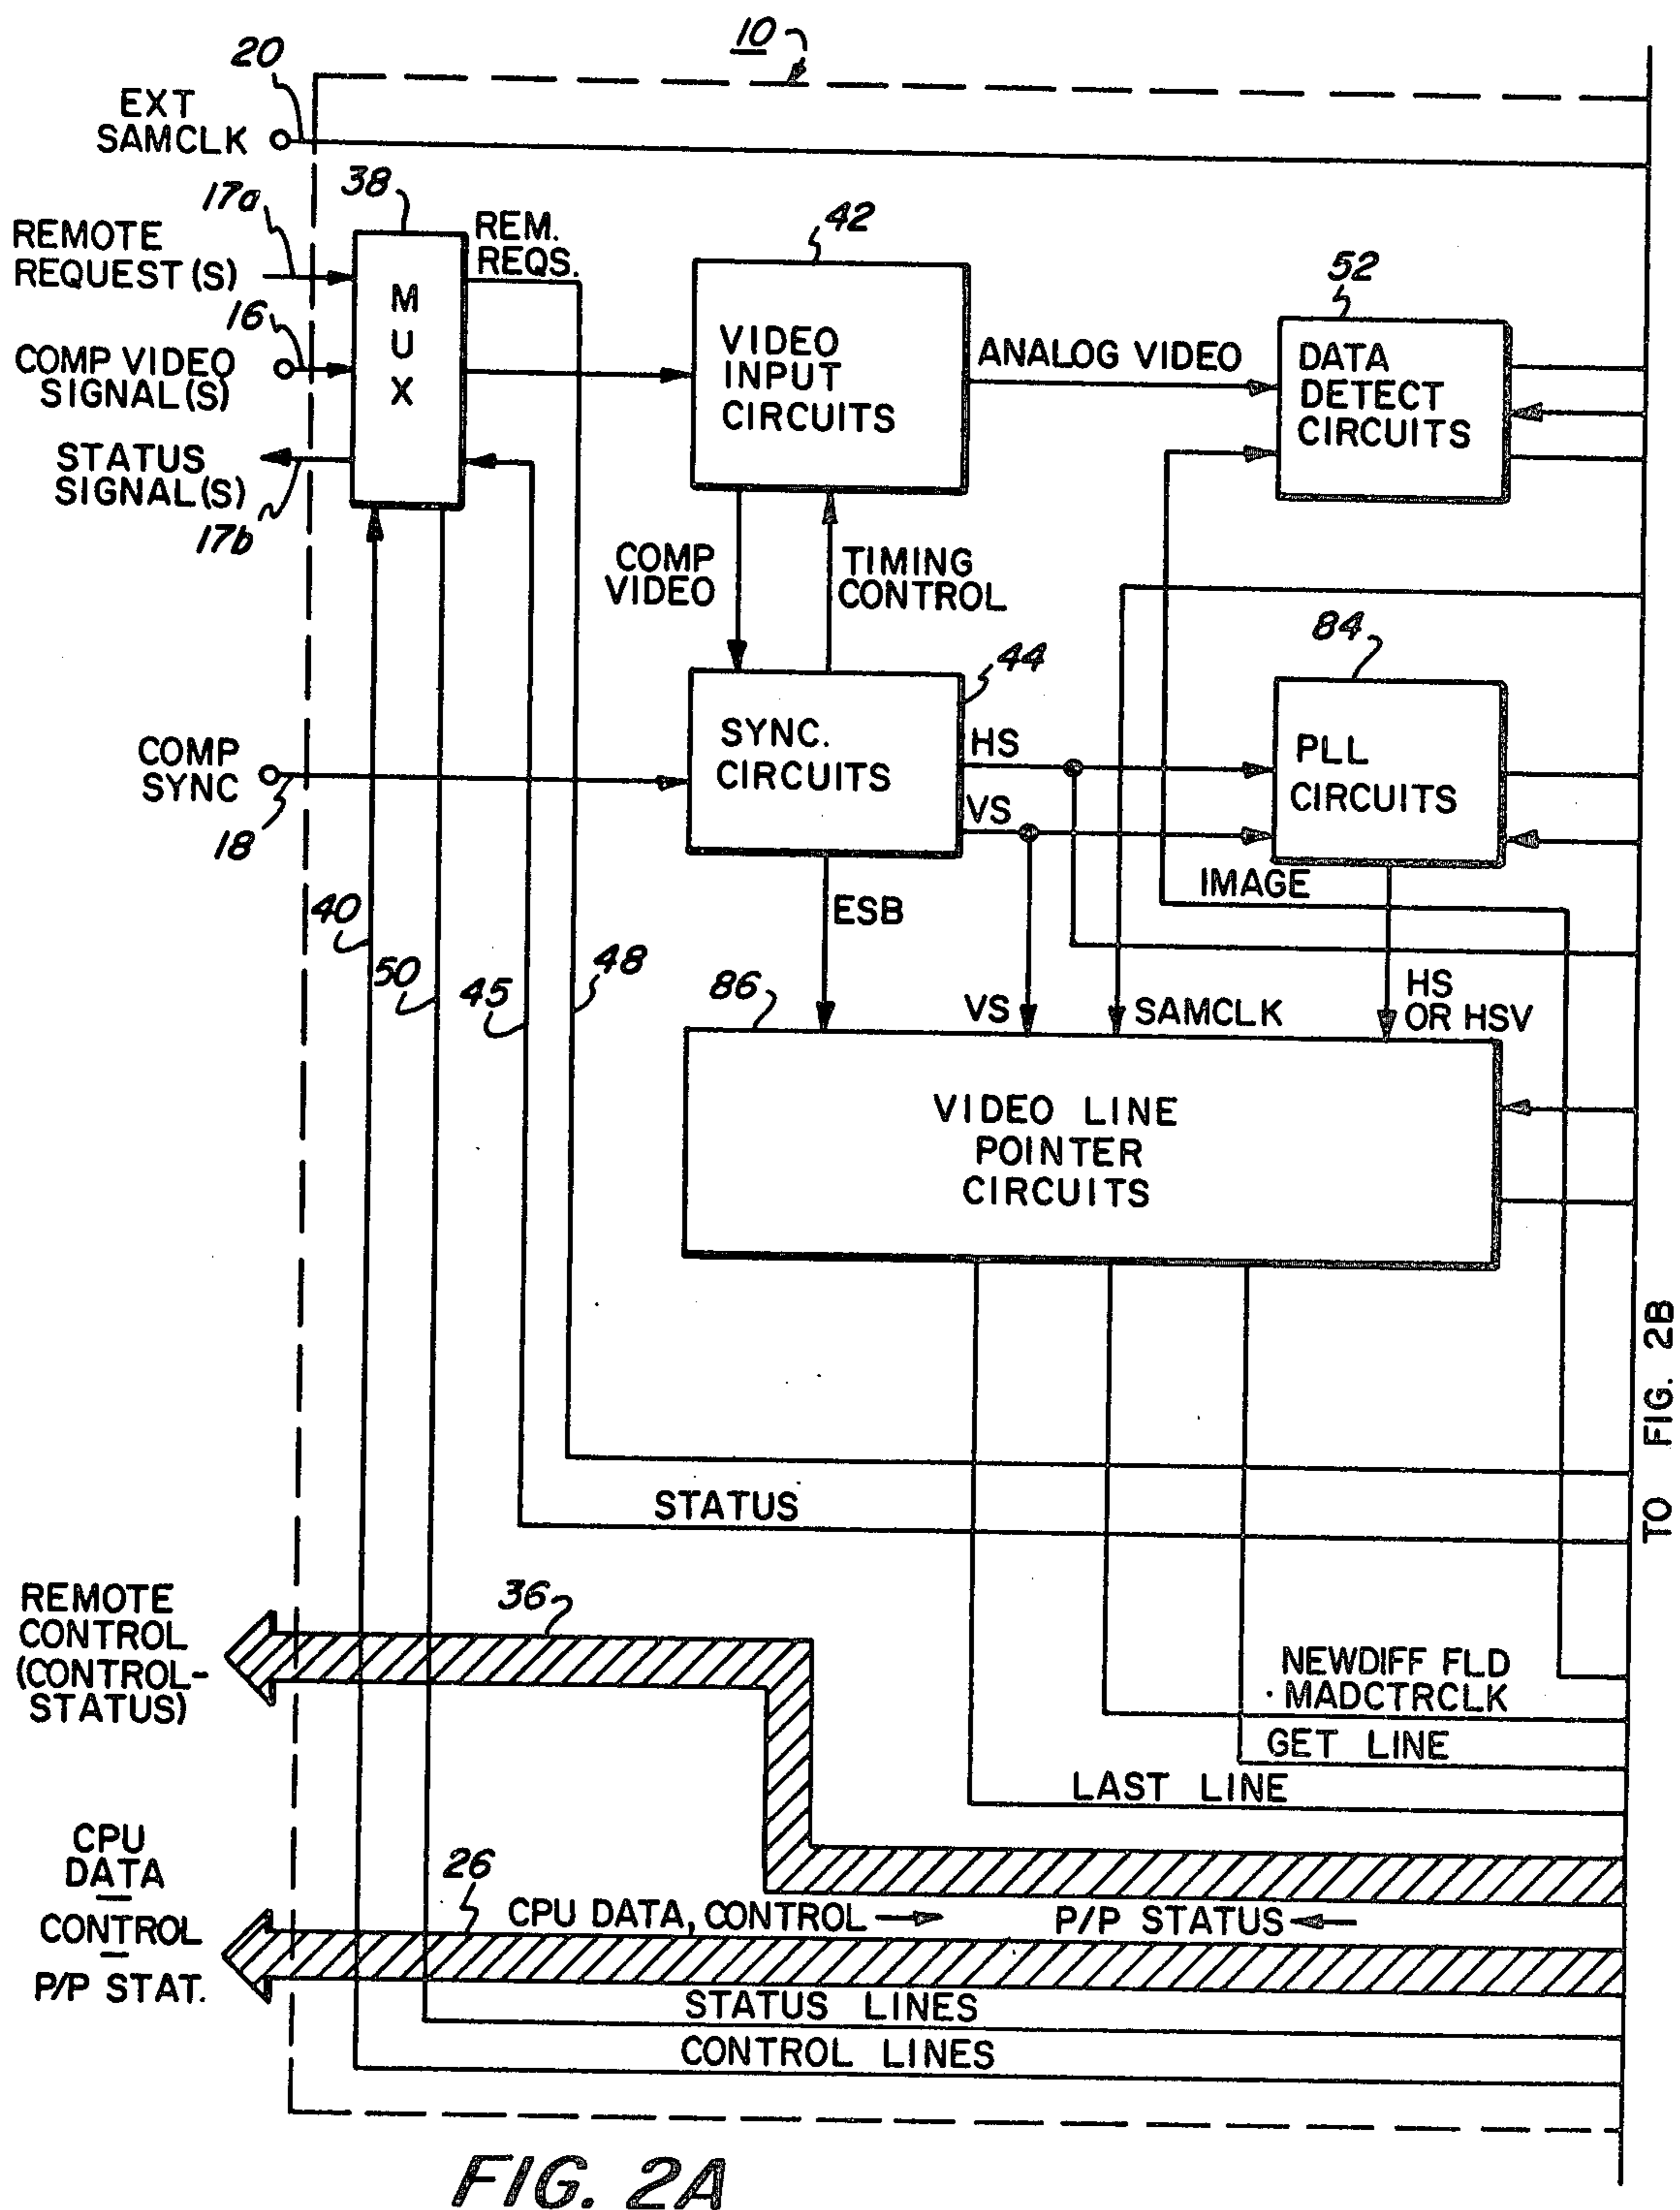 10
20
EXT
SAMCLK
17a
38
REMOTE
REQUEST(S)
REM.
REQS.
42
52
16
MUX
COMP VIDEO
SIGNAL(S)
VIDEO
INPUT
CIRCUITS
ANALOG VIDEO
DATA
DETECT
CIRCUITS
STATUS
SIGNAL(S)
17b
COMP
VIDEO
TIMING
CONTROL
84
44
COMP
SYNC
18
SYNC.
CIRCUITS
HS
VS
PLL
CIRCUITS
IMAGE
40
50
45
48
ESB
86
VS
SAMCLK
HS
OR HSV
VIDEO LINE
POINTER
CIRCUITS
TO FIG. 2B
STATUS
REMOTE
CONTROL
(CONTROL-
STATUS)
36
NEWDIFF FLD
· MADCTRCLK
GET LINE
LAST LINE
CPU
DATA
—
CONTROL
—
P/P STAT.
26
CPU DATA, CONTROL →
P/P STATUS ←
STATUS LINES
CONTROL LINES
FIG. 2A